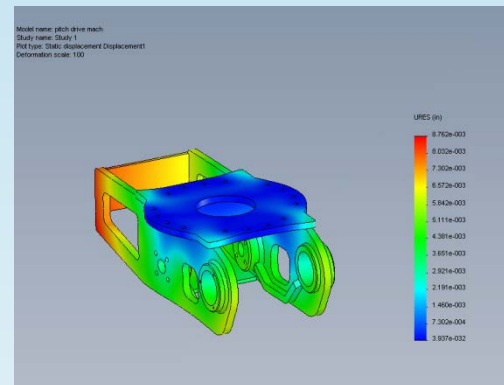 Model name: pitch drive mach
Study name: Study 1
Plot type: Static displacement Displacement1
Deformation scale: 100
URES (in)
8.762e-003
8.032e-003
7.302e-003
6.572e-003
5.842e-003
5.111e-003
4.381e-003
3.651e-003
2.921e-003
2.191e-003
1.460e-003
7.302e-004
3.937e-032